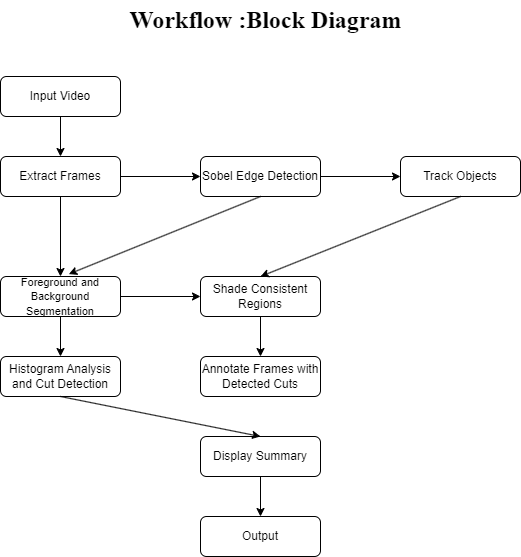 Workflow :Block Diagram
Input Video
Extract Frames
Sobel Edge Detection
Track Objects
Foreground and
Background
Segmentation
Shade Consistent
Regions
Histogram Analysis
and Cut Detection
Annotate Frames with
Detected Cuts
Display Summary
Output